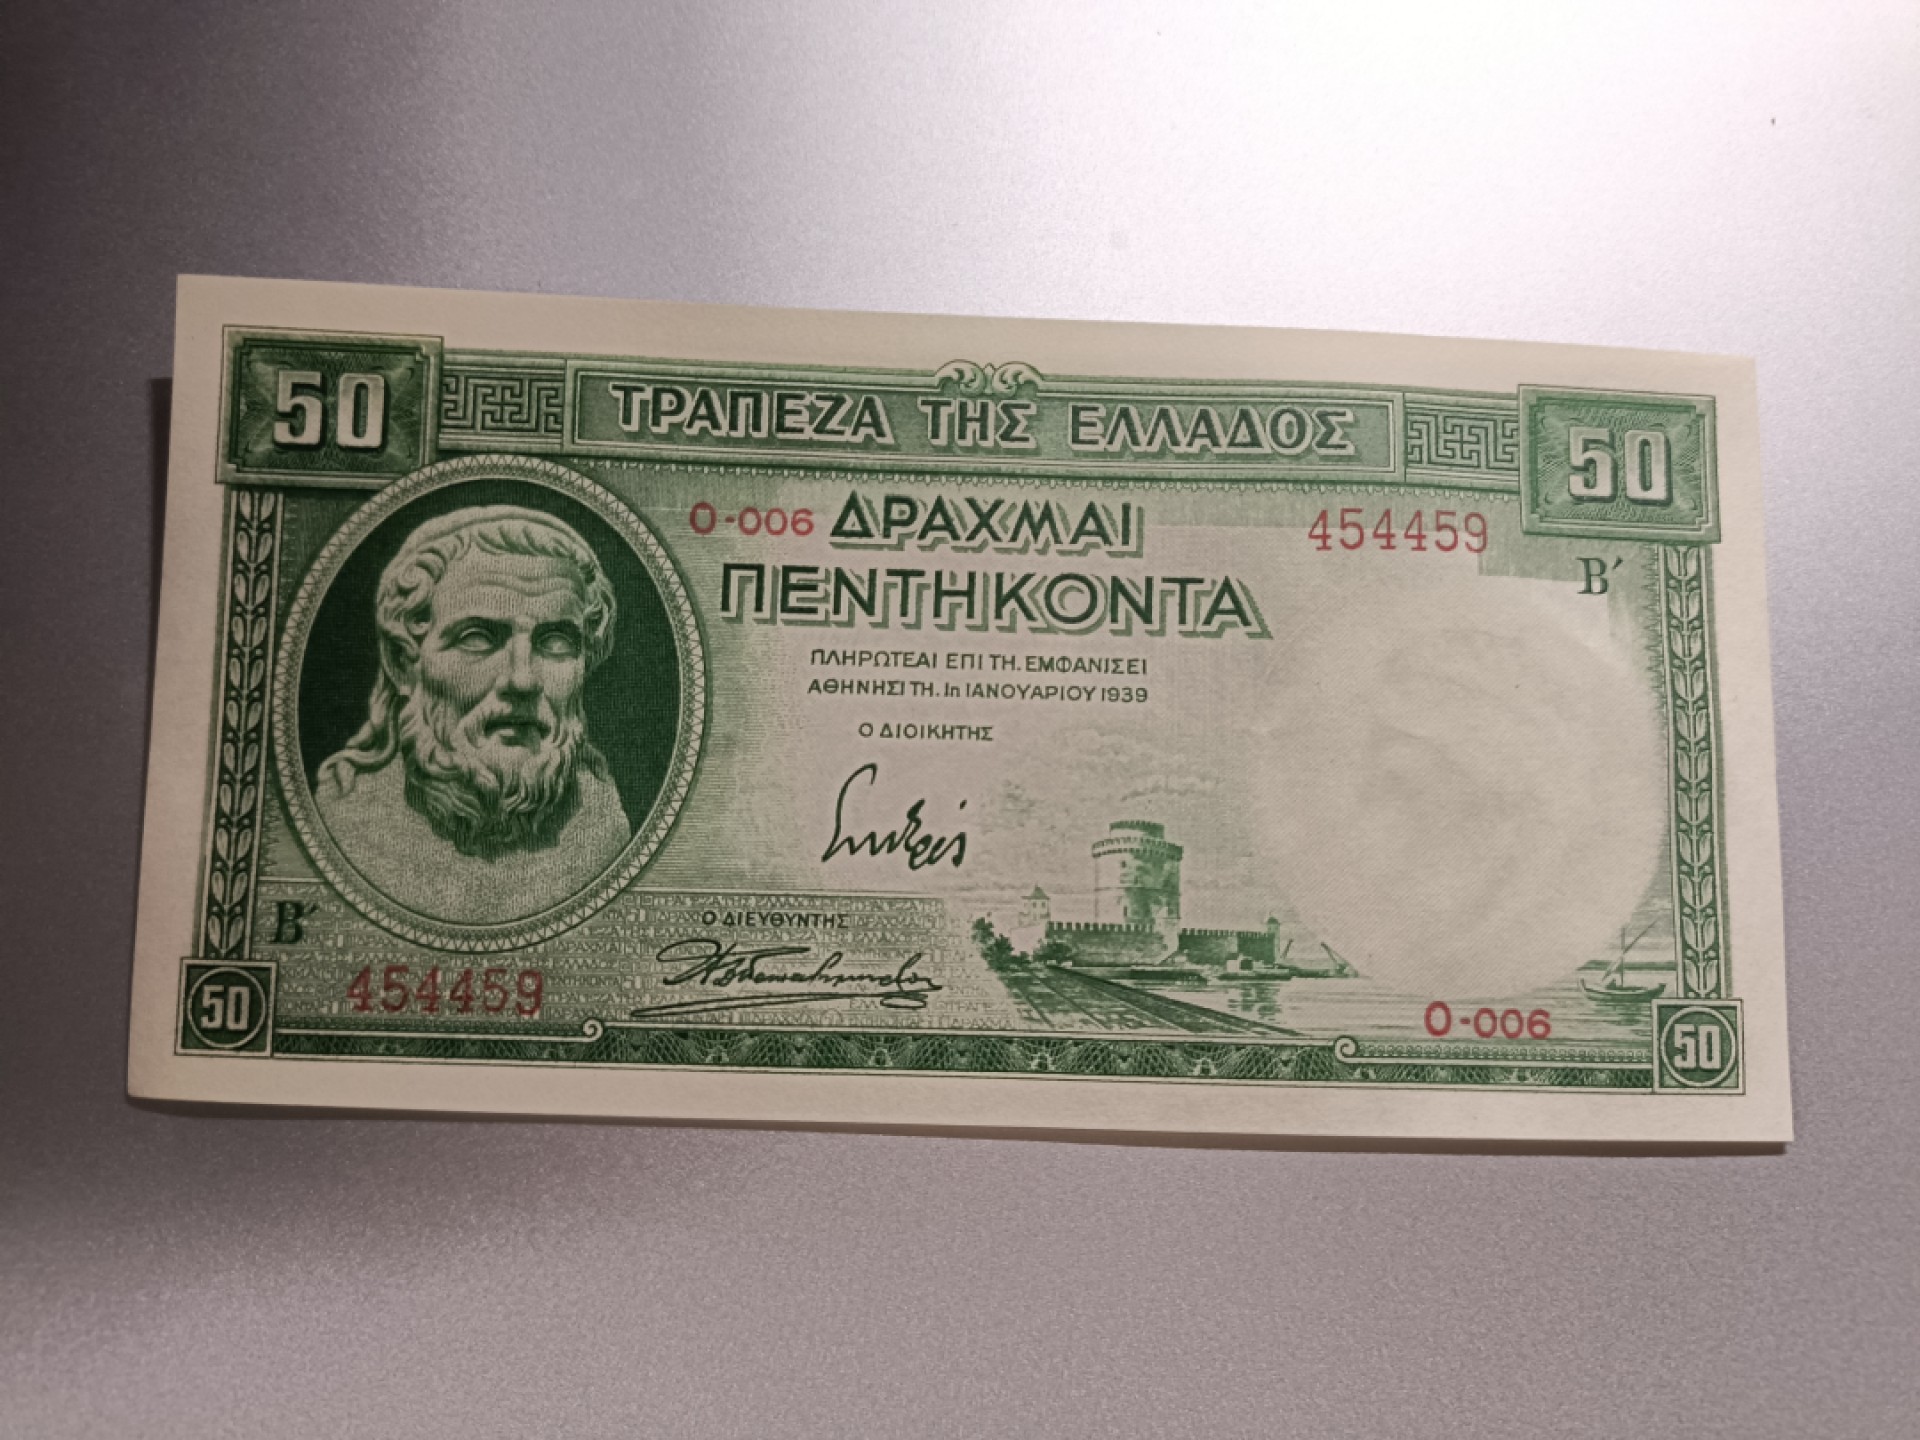 50 ΤΡΑΠΕΖΑ ΤΗΣ ΕΛΛΑΔΟΣ 50
O-006 ΔΡΑΧΜΑΙ 454459
ΠΕΝΤΗΚΟΝΤΑ Β΄
ΠΛΗΡΩΤΕΑΙ ΕΠΙ ΤΗ. ΕΜΦΑΝΙΣΕΙ
ΑΘΗΝΗΣΙ ΤΗ. 1η ΙΑΝΟΥΑΡΙΟΥ 1939
Ο ΔΙΟΙΚΗΤΗΣ
Β΄ Ο ΔΙΕΥΘΥΝΤΗΣ
454459 O-006
50 50